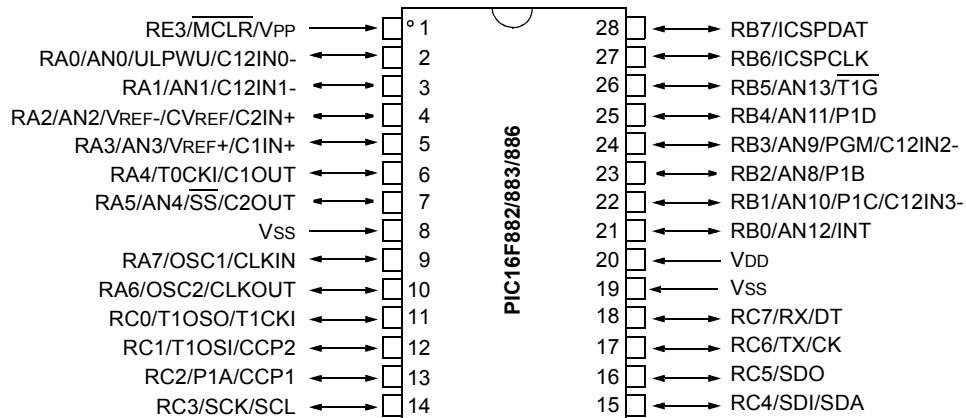 RE3/MCLR/VPP 1 28 RB7/ICSPDAT
RA0/AN0/ULPWU/C12IN0- 2 27 RB6/ICSPCLK
RA1/AN1/C12IN1- 3 26 RB5/AN13/T1G
RA2/AN2/VREF-/CVREF/C2IN+ 4 25 RB4/AN11/P1D
RA3/AN3/VREF+/C1IN+ 5 24 RB3/AN9/PGM/C12IN2-
RA4/T0CKI/C1OUT 6 23 RB2/AN8/P1B
RA5/AN4/SS/C2OUT 7 22 RB1/AN10/P1C/C12IN3-
VSS 8 21 RB0/AN12/INT
RA7/OSC1/CLKIN 9 20 VDD
RA6/OSC2/CLKOUT 10 19 VSS
RC0/T1OSO/T1CKI 11 18 RC7/RX/DT
RC1/T1OSI/CCP2 12 17 RC6/TX/CK
RC2/P1A/CCP1 13 16 RC5/SDO
RC3/SCK/SCL 14 15 RC4/SDI/SDA
PIC16F882/883/886